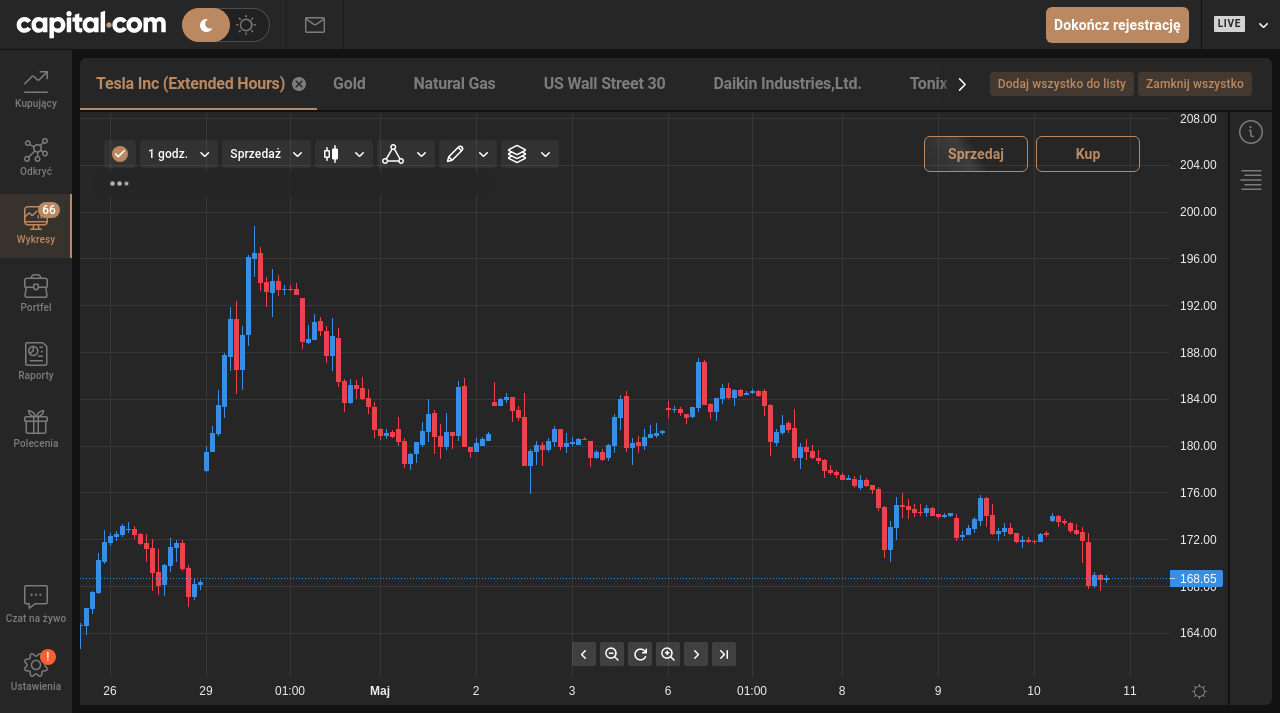 capital.com
Dokończ rejestrację
LIVE
Kupujący
Odkryć
66
Wykresy
Portfel
Raporty
Polecenia
Czat na żywo
!
Ustawienia
Tesla Inc (Extended Hours) Gold Natural Gas US Wall Street 30 Daikin Industries,Ltd. Tonix
Dodaj wszystko do listy Zamknij wszystko
1 godz. Sprzedaż
Sprzedaj Kup
208.00
204.00
200.00
196.00
192.00
188.00
184.00
180.00
176.00
172.00
168.65
168.00
164.00
26 29 01:00 Maj 2 3 6 01:00 8 9 10 11